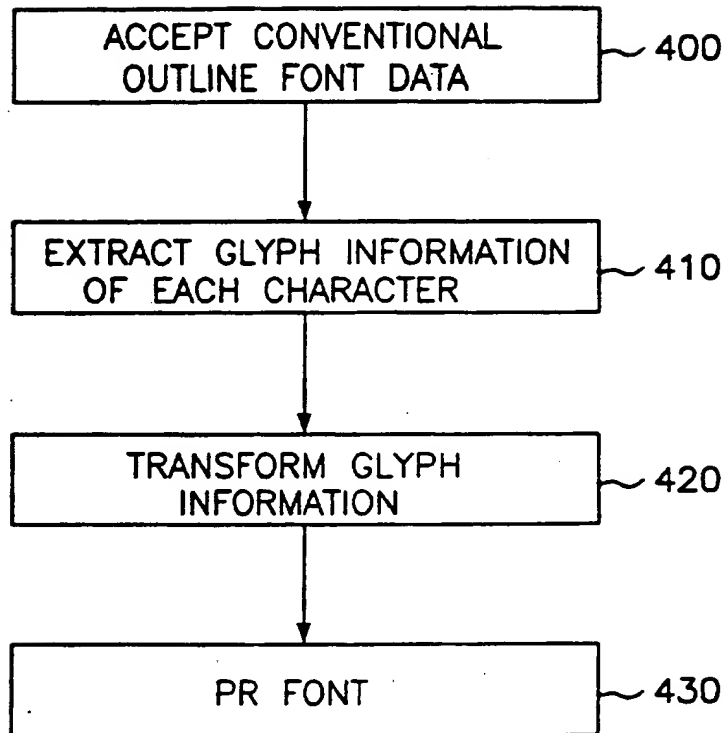 ACCEPT CONVENTIONAL
OUTLINE FONT DATA
400
EXTRACT GLYPH INFORMATION
OF EACH CHARACTER
410
TRANSFORM GLYPH
INFORMATION
420
PR FONT
430